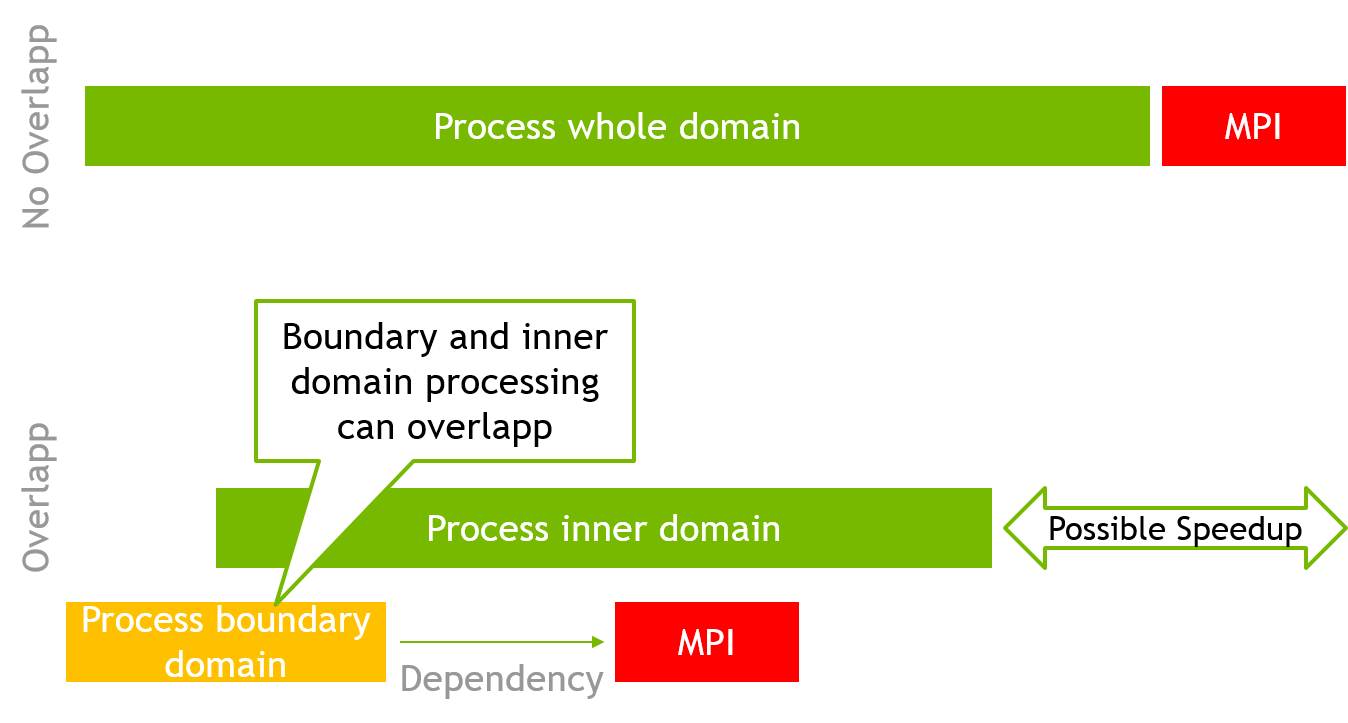 No Overlapp
Process whole domain
MPI
Boundary and inner
domain processing
can overlapp
Overlapp
Process inner domain
Possible Speedup
Process boundary
domain
Dependency
MPI